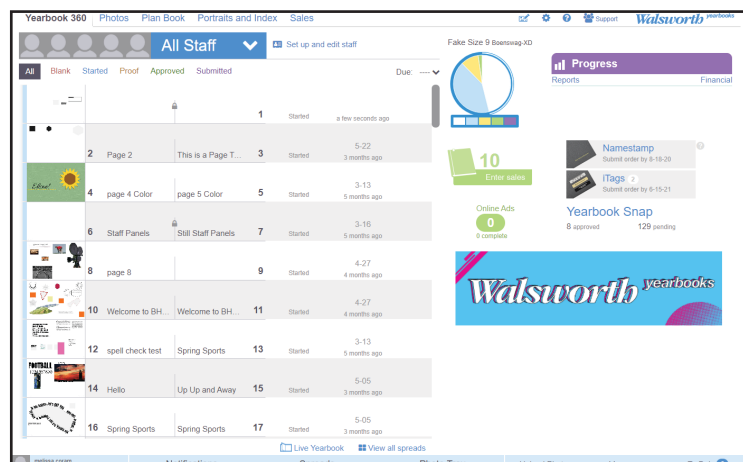 Yearbook 360 Photos Plan Book Portraits and Index Sales
Support Walsworth yearbooks
All Staff Set up and edit staff
All Blank Started Proof Approved Submitted Due: ----
1 Started a few seconds ago
2 Page 2 This is a Page T... 3 Started 5-22
3 months ago
4 page 4 Color page 5 Color 5 Started 3-13
5 months ago
6 Staff Panels Still Staff Panels 7 Started 3-16
5 months ago
8 page 8 9 Started 4-27
4 months ago
10 Welcome to BH... Welcome to BH... 11 Started 4-27
4 months ago
12 spell check test Spring Sports 13 Started 3-13
5 months ago
FOOTBALL
14 Hello Up Up and Away 15 Started 5-05
3 months ago
16 Spring Sports Spring Sports 17 Started 5-05
3 months ago
Live Yearbook View all spreads
Fake Size 9 Boenswag-XD
Progress
Reports Financial
10
Enter sales
Namestamp
Submit order by 8-18-20
ITags 2
Submit order by 8-15-21
Online Ads
0
0 complete
Yearbook Snap
8 approved 129 pending
Walsworth yearbooks